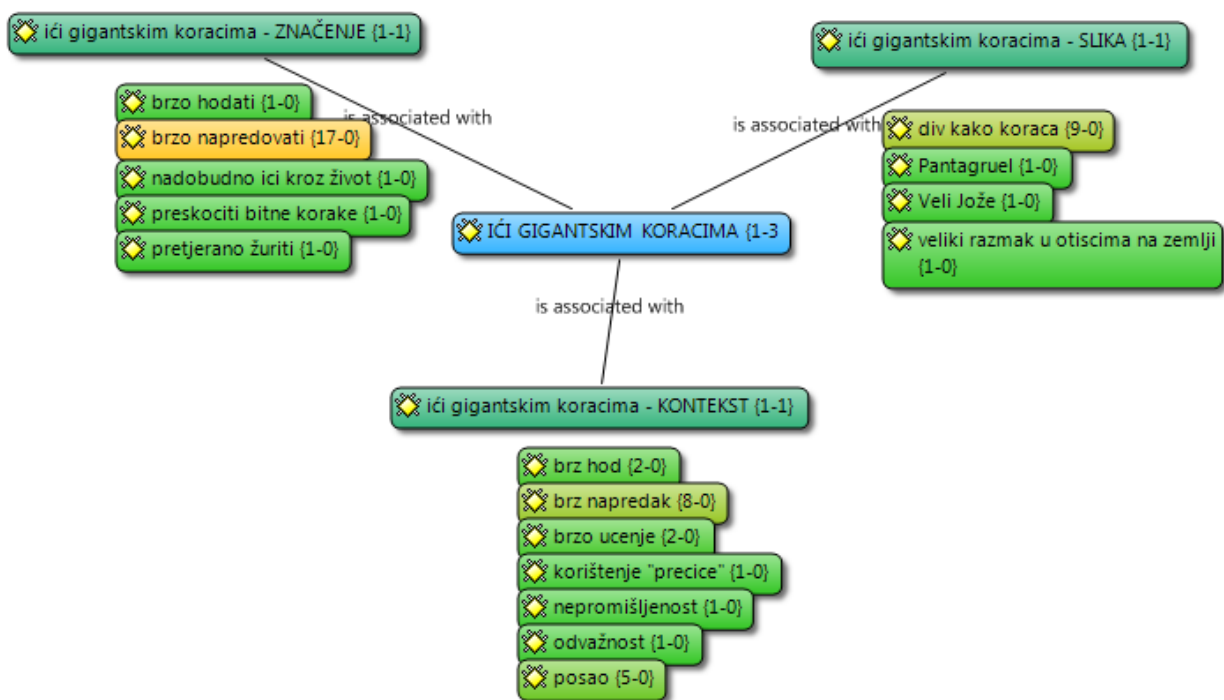 ići gigantskim koracima - ZNAČENJE {1-1}
ići gigantskim koracima - SLIKA {1-1}
brzo hodati {1-0}
is associated with
brzo napredovati {17-0}
nadobudno ici kroz život {1-0}
preskociti bitne korake {1-0}
pretjerano žuriti {1-0}
is associated with
div kako koraca {9-0}
Pantagruel {1-0}
Veli Jože {1-0}
veliki razmak u otiscima na zemlji
{1-0}
IĆI GIGANTSKIM KORACIMA {1-3
is associated with
ići gigantskim koracima - KONTEKST {1-1}
brz hod {2-0}
brz napredak {8-0}
brzo ucenje {2-0}
korištenje "precice" {1-0}
nepromišljenost {1-0}
odvažnost {1-0}
posao {5-0}